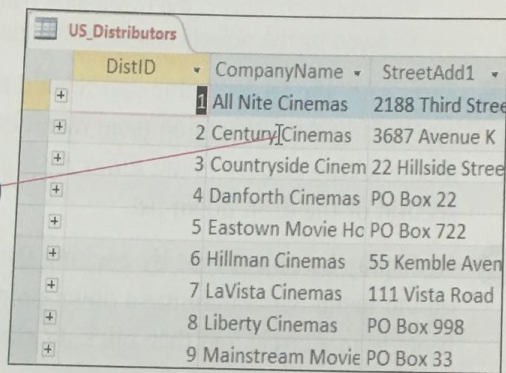 US_Distributors
DistID CompanyName StreetAdd1
1 All Nite Cinemas 2188 Third Stree
2 Century Cinemas 3687 Avenue K
3 Countryside Cinem 22 Hillside Stree
4 Danforth Cinemas PO Box 22
5 Eastown Movie Ho PO Box 722
6 Hillman Cinemas 55 Kemble Aven
7 LaVista Cinemas 111 Vista Road
8 Liberty Cinemas PO Box 998
9 Mainstream Movie PO Box 33